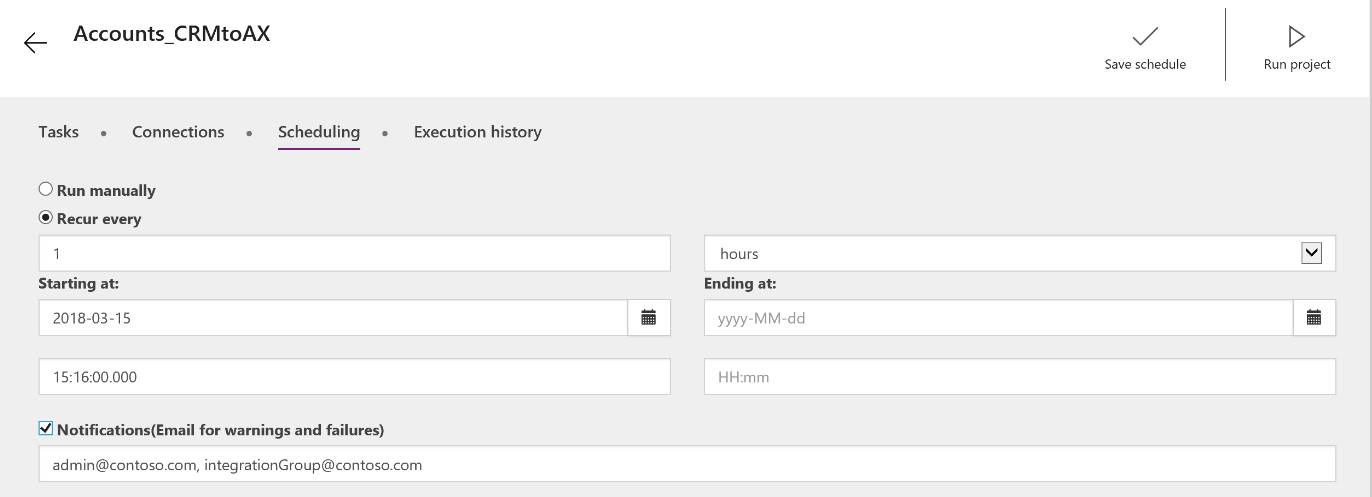 Accounts_CRMtoAX
Save schedule
Run project
Tasks • Connections • Scheduling • Execution history
Run manually
Recur every
1
hours
Starting at:
Ending at:
2018-03-15
yyyy-MM-dd
15:16:00.000
HH:mm
Notifications(Email for warnings and failures)
admin@contoso.com, integrationGroup@contoso.com